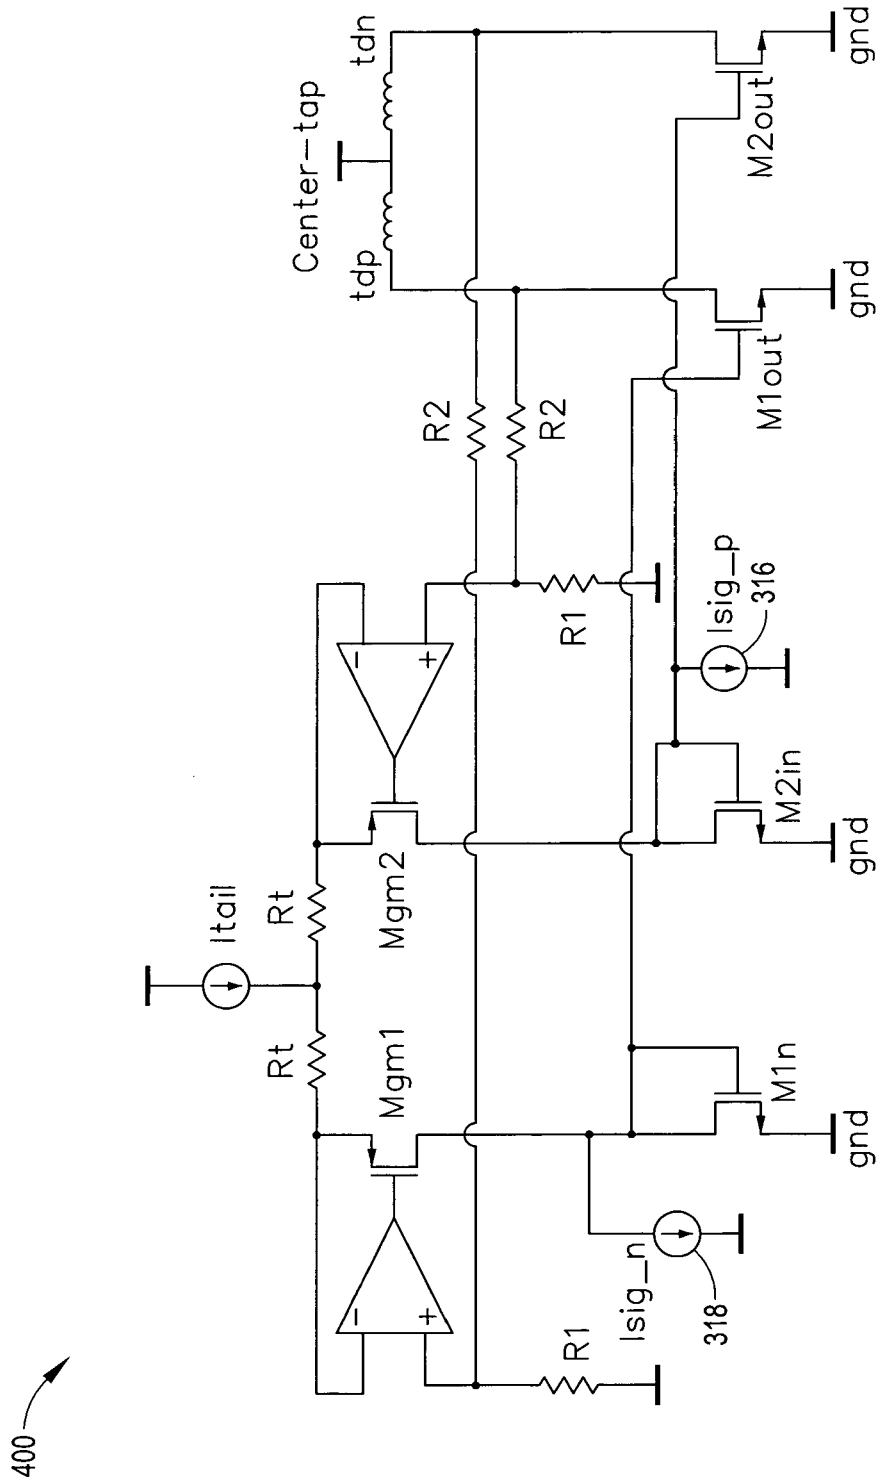 400
Itail
Rt
Rt
Mgm1
Mgm2
-
+
-
+
R1
R1
R2
R2
Center-tap
tdp
tdn
Isig_n
318
Isig_p
316
M1n
M2in
M1out
M2out
gnd
gnd
gnd
gnd